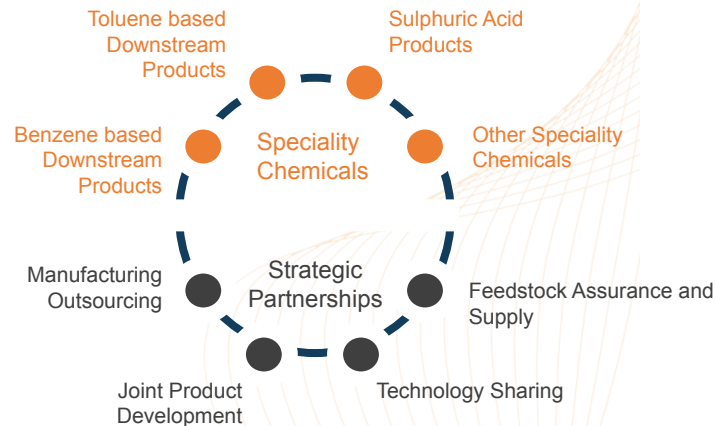 Toluene based
Downstream
Products
Sulphuric Acid
Products
Benzene based
Downstream
Products
Speciality
Chemicals
Other Speciality
Chemicals
Manufacturing
Outsourcing
Strategic
Partnerships
Feedstock Assurance and
Supply
Joint Product
Development
Technology Sharing